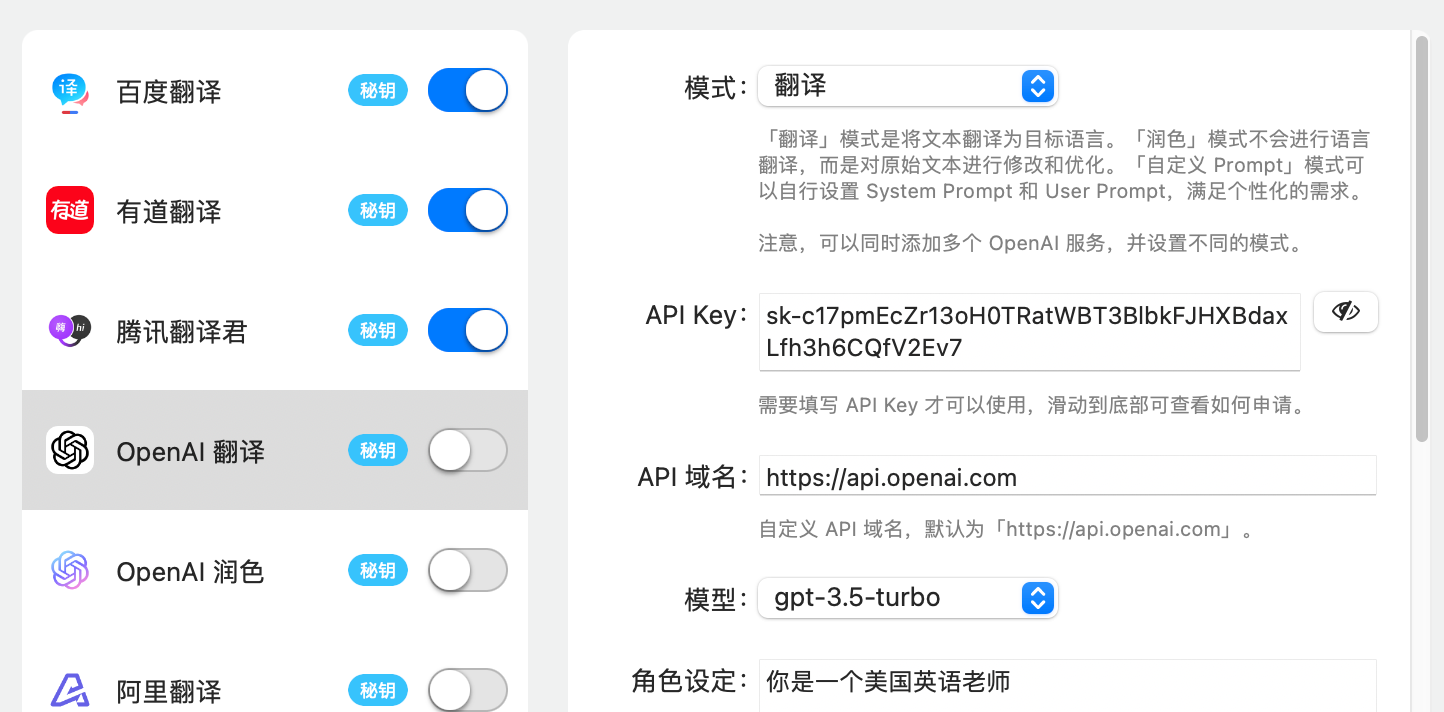 译
百度翻译
秘钥
有道
有道翻译
秘钥
嗨 hi
腾讯翻译君
秘钥
OpenAI 翻译
秘钥
OpenAI 润色
秘钥
阿里翻译
秘钥
模式：
翻译
「翻译」模式是将文本翻译为目标语言。「润色」模式不会进行语言
翻译，而是对原始文本进行修改和优化。「自定义 Prompt」模式可
以自行设置 System Prompt 和 User Prompt，满足个性化的需求。
注意，可以同时添加多个 OpenAI 服务，并设置不同的模式。
API Key：
sk-c17pmEcZr13oH0TRatWBT3BlbkFJHXBdax
Lfh3h6CQfV2Ev7
需要填写 API Key 才可以使用，滑动到底部可查看如何申请。
API 域名：
https://api.openai.com
自定义 API 域名，默认为「https://api.openai.com」。
模型：
gpt-3.5-turbo
角色设定：
你是一个美国英语老师